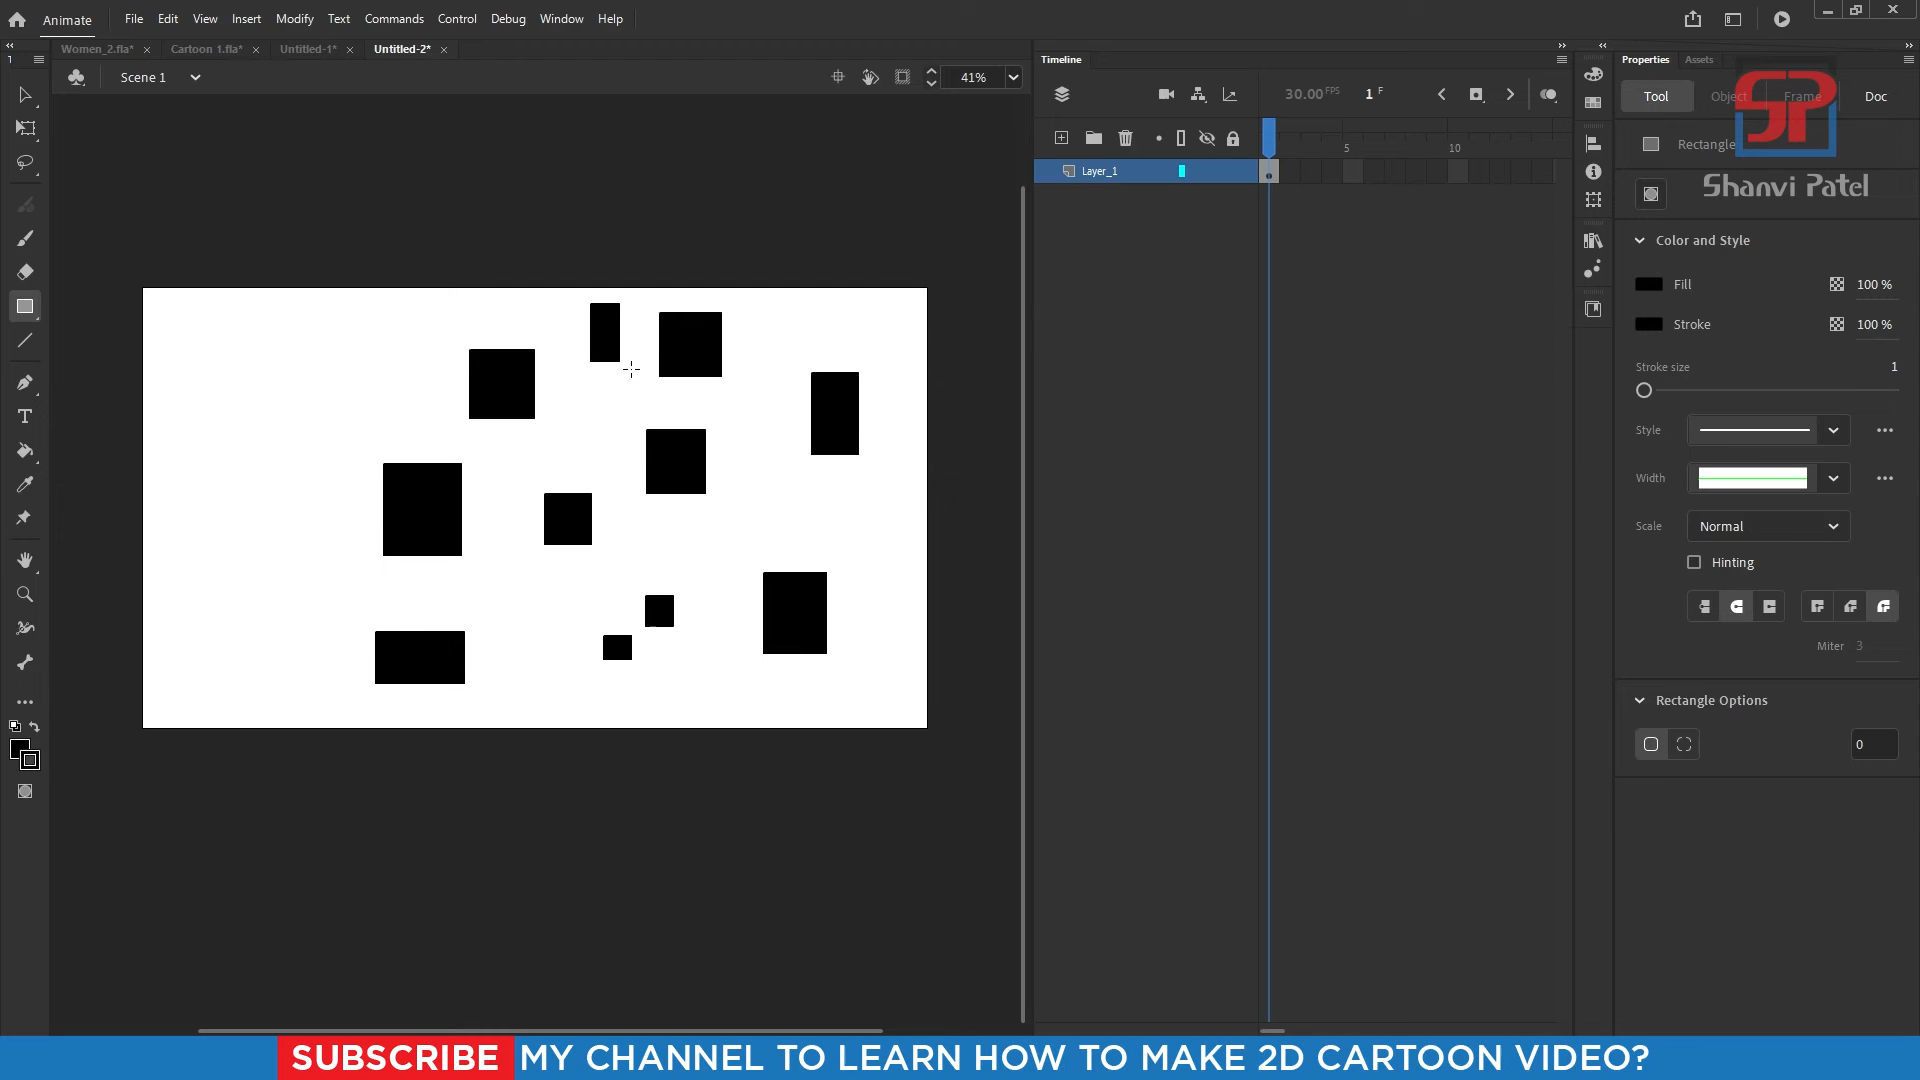 Animate File Edit View Insert Modify Text Commands Control Debug Window Help
Women_2.fla* Cartoon 1.fla* Untitled-1* Untitled-2*
Scene 1 41%
Timeline
30.00 FPS 1 F
5 10
Layer_1
Properties Assets
Tool Object Frame Doc
SP
Rectangle
Shanvi Patel
Color and Style
Fill 100 %
Stroke 100 %
Stroke size 1
Style
Width
Scale Normal
Hinting
Miter 3
Rectangle Options
0
SUBSCRIBE MY CHANNEL TO LEARN HOW TO MAKE 2D CARTOON VIDEO?